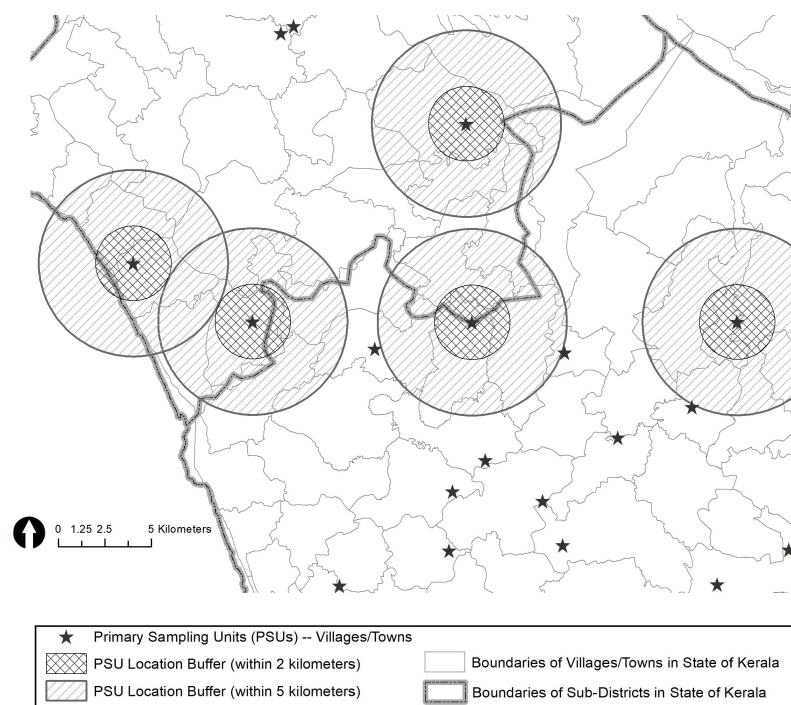 0 1.25 2.5 5 Kilometers
Primary Sampling Units (PSUs) -- Villages/Towns
PSU Location Buffer (within 2 kilometers)
Boundaries of Villages/Towns in State of Kerala
PSU Location Buffer (within 5 kilometers)
Boundaries of Sub-Districts in State of Kerala